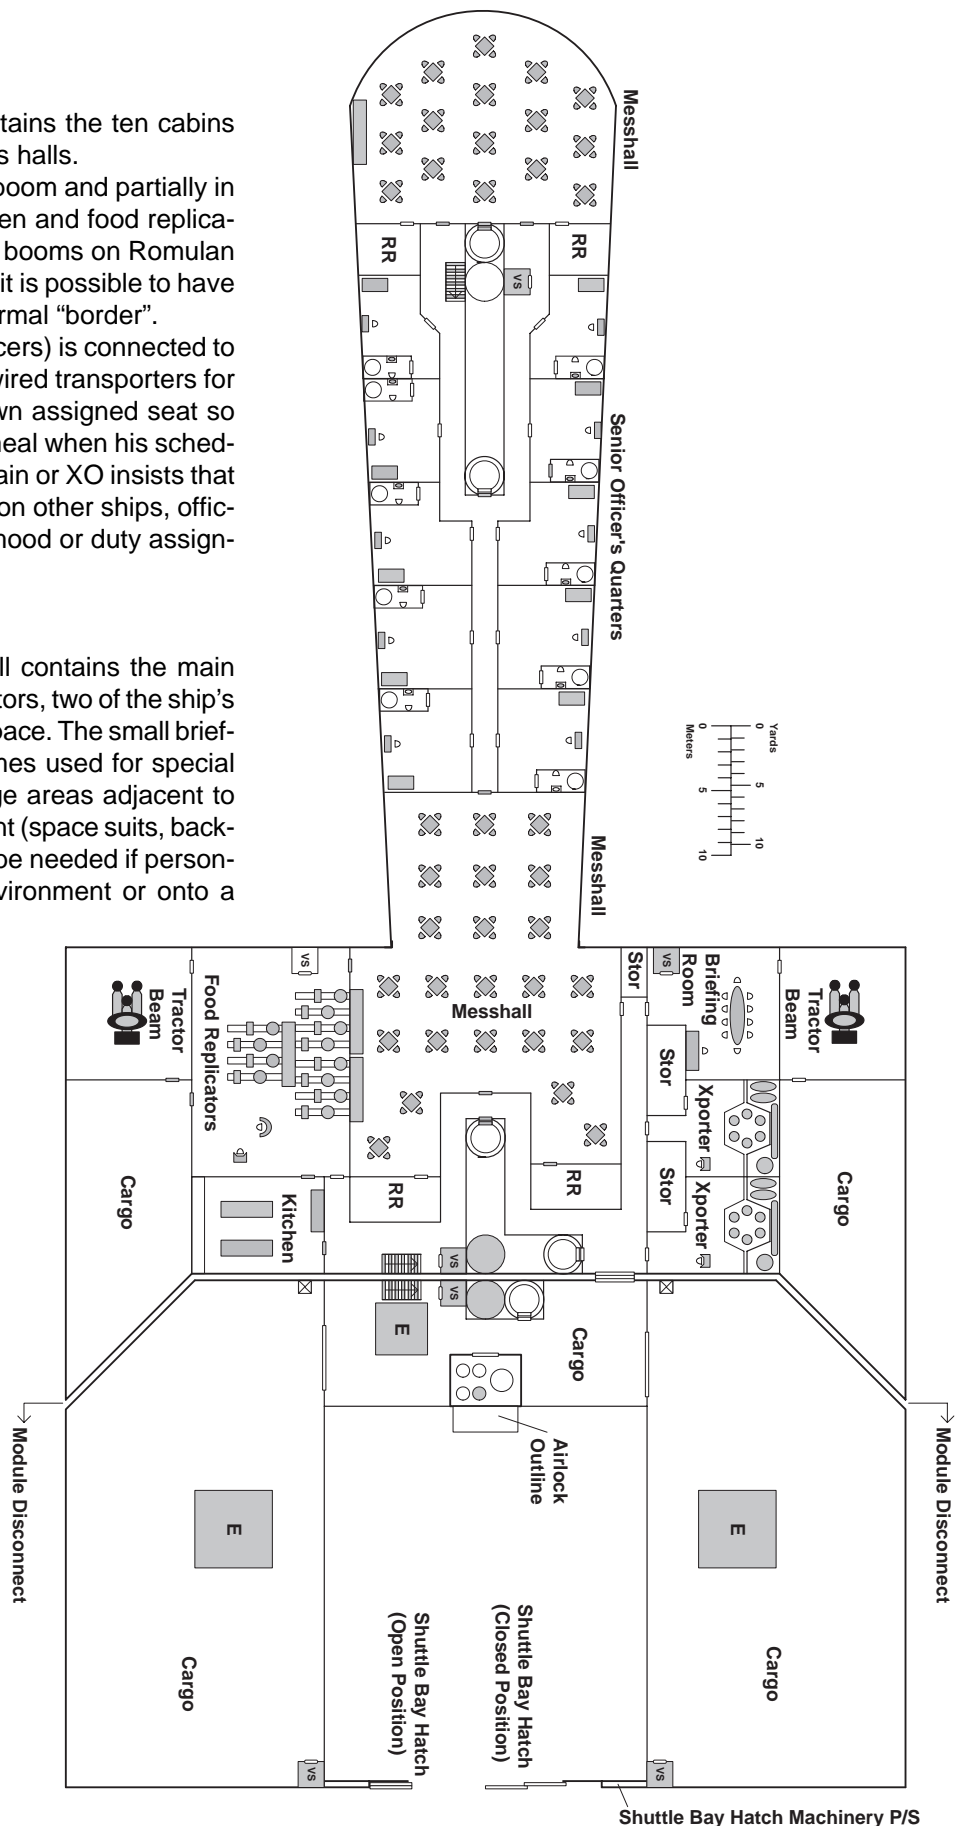 tains the ten cabins
s halls.
boom and partially in
en and food replica-
booms on Romulan
it is possible to have
rmal “border”.
cers) is connected to
wired transporters for
wn assigned seat so
meal when his sched-
ain or XO insists that
on other ships, offic-
hood or duty assign-
ll contains the main
tors, two of the ship’s
pace. The small brief-
nes used for special
ge areas adjacent to
nt (space suits, back-
be needed if person-
vironment or onto a
Messhall
RR
RR
VS
Senior Officer's Quarters
Yards
0
5
10
Meters
0
5
10
Messhall
Messhall
VS
Food Replicators
Tractor
Beam
Stor
VS
Briefing
Room
Tractor
Beam
Stor
Xporter
Stor
Xporter
Cargo
Cargo
RR
RR
Kitchen
VS
VS
E
Cargo
Airlock
Outline
Module Disconnect
Module Disconnect
E
E
Cargo
Cargo
Shuttle Bay Hatch
(Open Position)
Shuttle Bay Hatch
(Closed Position)
VS
VS
Shuttle Bay Hatch Machinery P/S